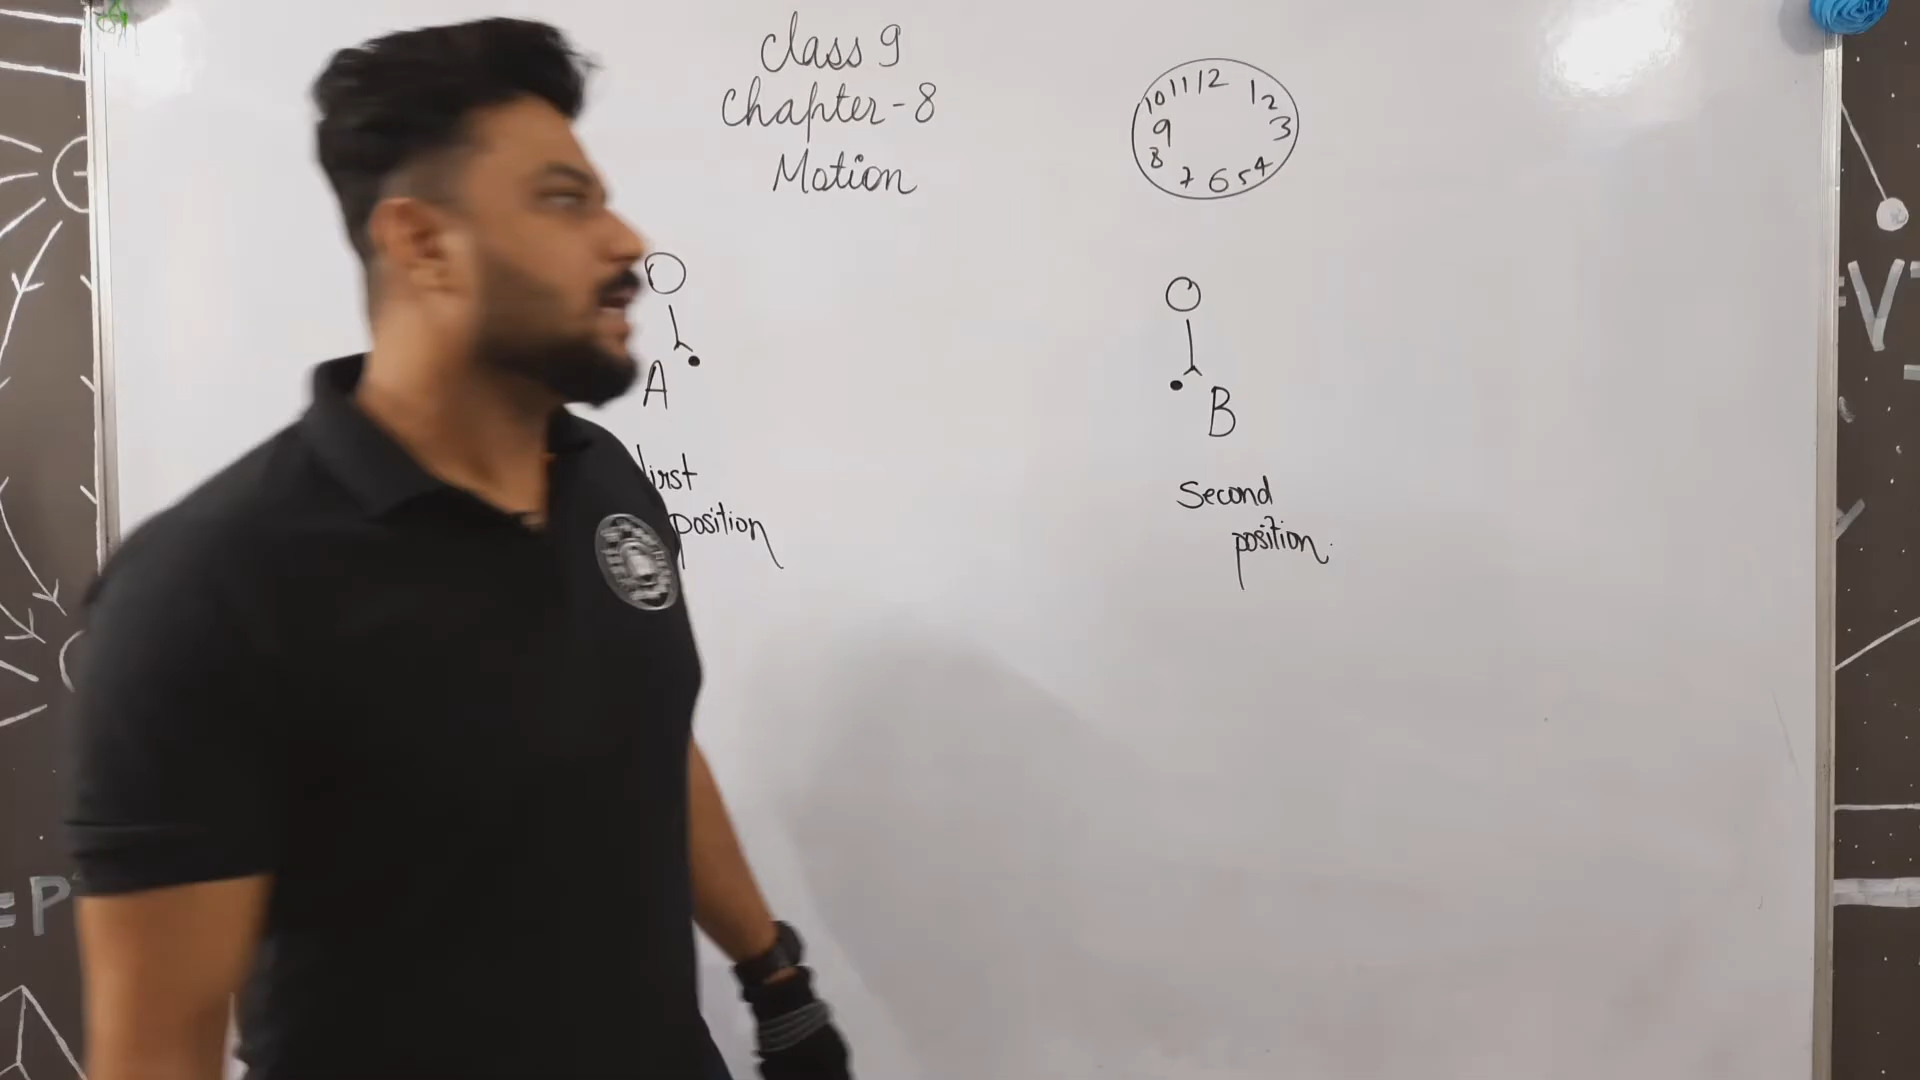 Class 9
Chapter-8
Motion
11 12 1
10 2
9 3
8 4
7 6 5
A
B
position
Second
position.
=V
=P